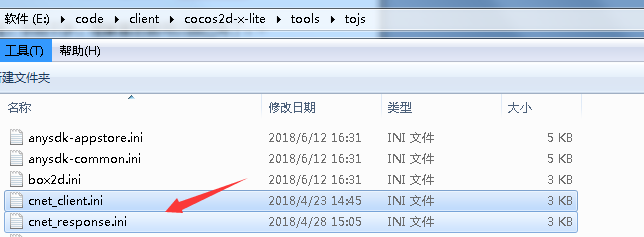 软件 (E:) ▸ code ▸ client ▸ cocos2d-x-lite ▸ tools ▸ tojs
工具(T) 帮助(H)
新建文件夹
名称 修改日期 类型 大小
anysdk-appstore.ini 2018/6/12 16:31 INI 文件 5 KB
anysdk-common.ini 2018/6/12 16:31 INI 文件 5 KB
box2d.ini 2018/6/12 16:31 INI 文件 3 KB
cnet_client.ini 2018/4/23 14:45 INI 文件 3 KB
cnet_response.ini 2018/4/28 15:05 INI 文件 3 KB